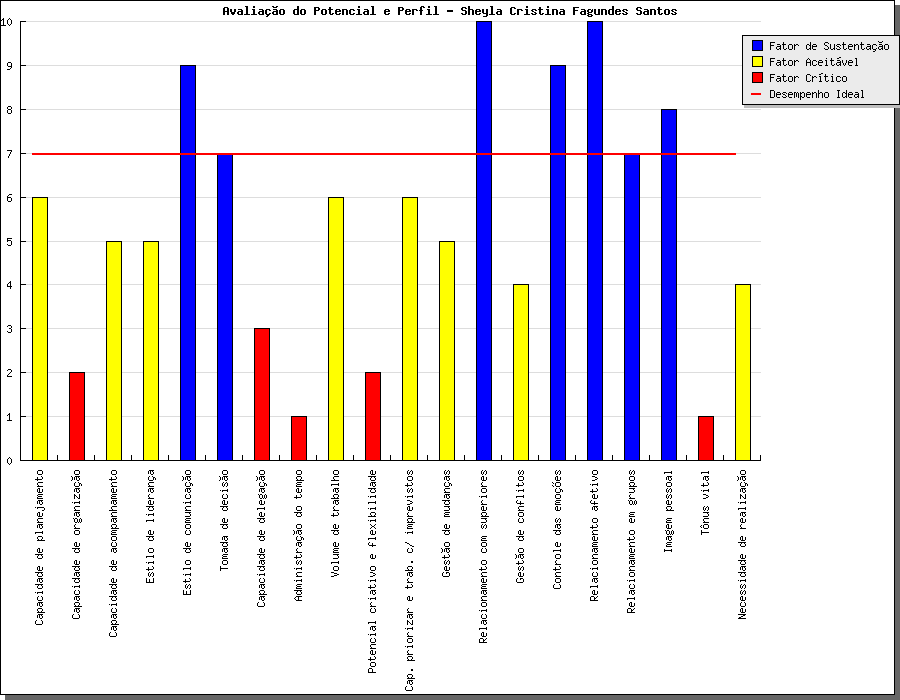 Avaliação do Potencial e Perfil - Sheyla Cristina Fagundes Santos
Fator de Sustentação
Fator Aceitável
Fator Crítico
Desempenho Ideal
10
9
8
7
6
5
4
3
2
1
0
Capacidade de planejamento
Capacidade de organização
Capacidade de acompanhamento
Estilo de liderança
Estilo de comunicação
Tomada de decisão
Capacidade de delegação
Administração do tempo
Volume de trabalho
Potencial criativo e flexibilidade
Cap. priorizar e trab. c/ imprevistos
Gestão de mudanças
Relacionamento com superiores
Gestão de conflitos
Controle das emoções
Relacionamento afetivo
Relacionamento em grupos
Imagem pessoal
Tônus vital
Necessidade de realização